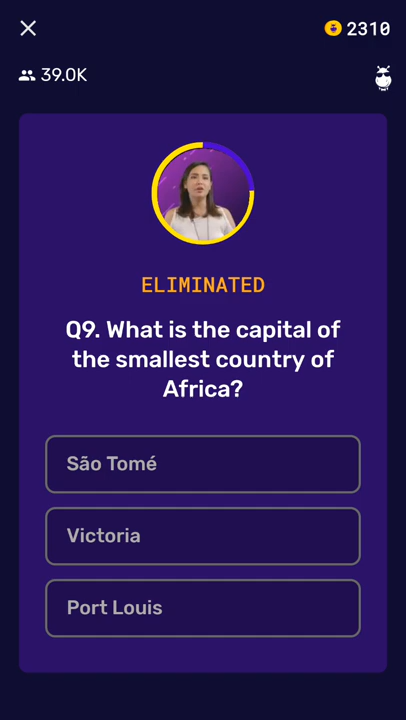 2310
39.0K
ELIMINATED
Q9. What is the capital of
the smallest country of
Africa?
São Tomé
Victoria
Port Louis